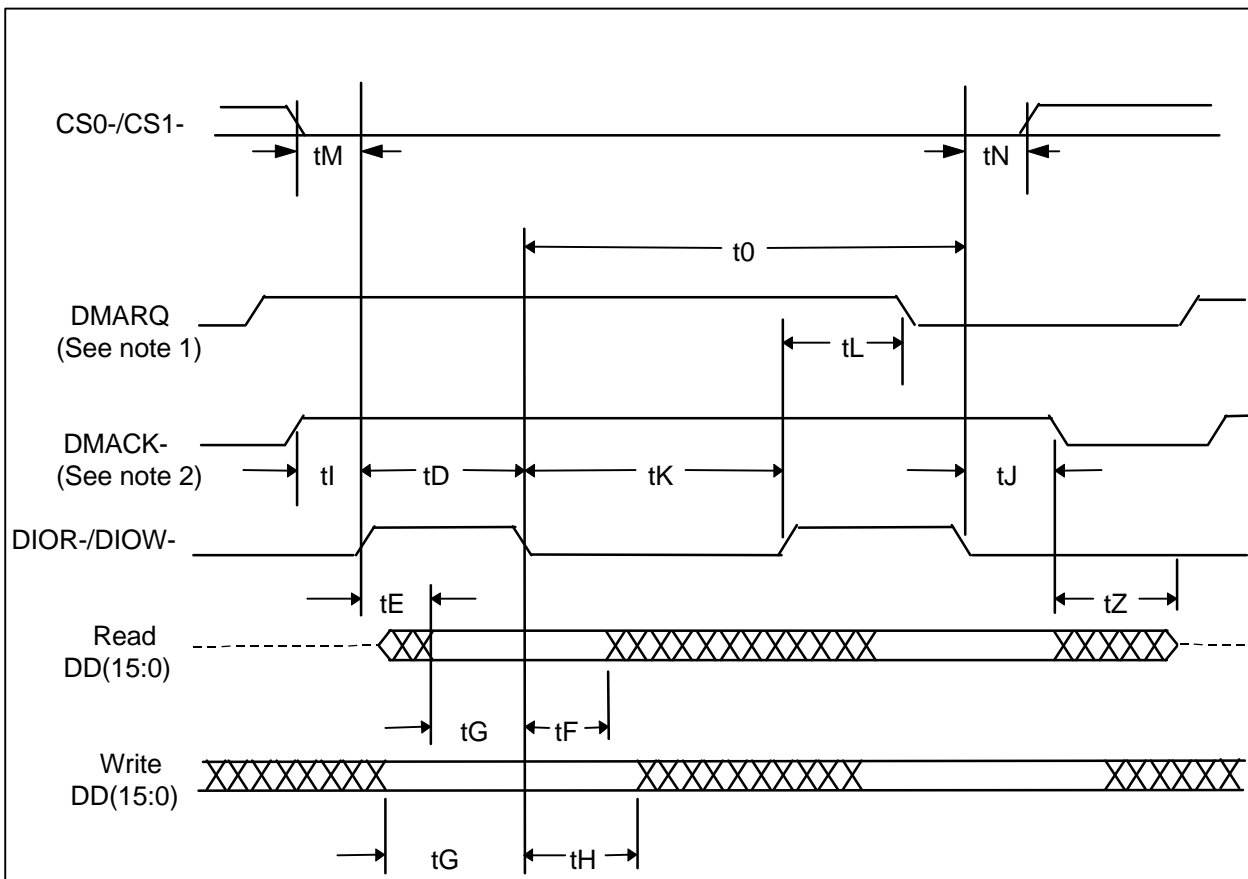 CS0-/CS1-
tM
tN
t0
DMARQ
(See note 1)
tL
DMACK-
(See note 2)
tI
tD
tK
tJ
DIOR-/DIOW-
tE
tZ
Read
DD(15:0)
tG
tF
Write
DD(15:0)
tG
tH